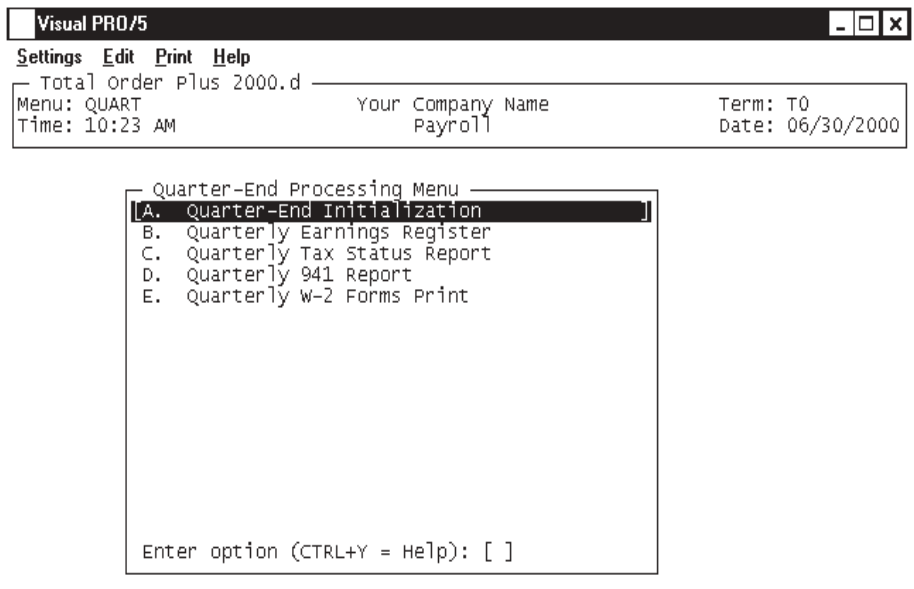 Visual PRO/5
Settings Edit Print Help
Total Order Plus 2000.d
Menu: QUART Your Company Name Term: T0
Time: 10:23 AM Payroll Date: 06/30/2000
Quarter-End Processing Menu
[A. Quarter-End Initialization ]
B. Quarterly Earnings Register
C. Quarterly Tax Status Report
D. Quarterly 941 Report
E. Quarterly W-2 Forms Print
Enter option (CTRL+Y = Help): [ ]